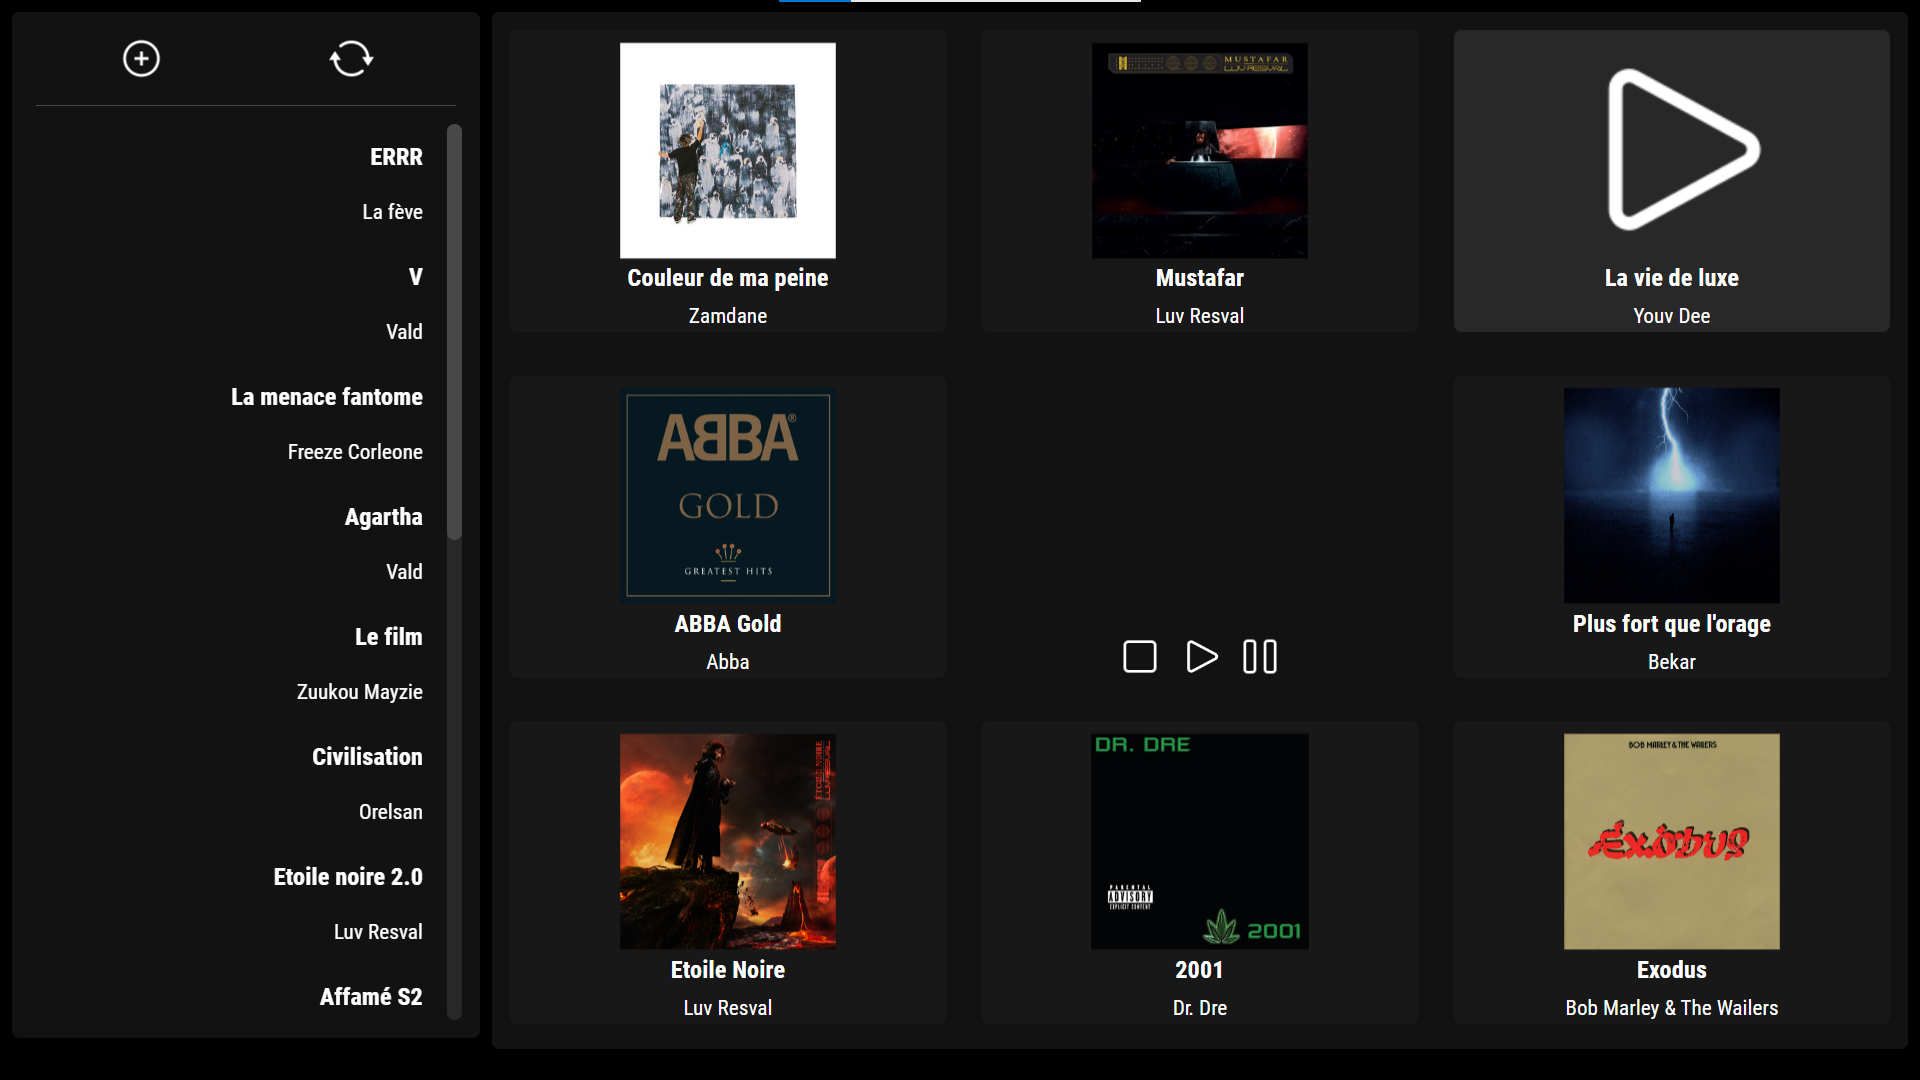 ERRR
La fève
V
Vald
La menace fantome
Freeze Corleone
Agartha
Vald
Le film
Zuukou Mayzie
Civilisation
Orelsan
Etoile noire 2.0
Luv Resval
Affamé S2
Couleur de ma peine
Zamdane
MUSTAFAR
LUV RESVAL
Mustafar
Luv Resval
La vie de luxe
Youv Dee
ABBA®
GOLD
GREATEST HITS
ABBA Gold
Abba
Plus fort que l'orage
Bekar
ÉTOILE NOIRE
LUV RESVAL
Etoile Noire
Luv Resval
DR. DRE
PARENTAL
ADVISORY
EXPLICIT CONTENT
2001
2001
Dr. Dre
BOB MARLEY & THE WAILERS
EXODUS
Exodus
Bob Marley & The Wailers